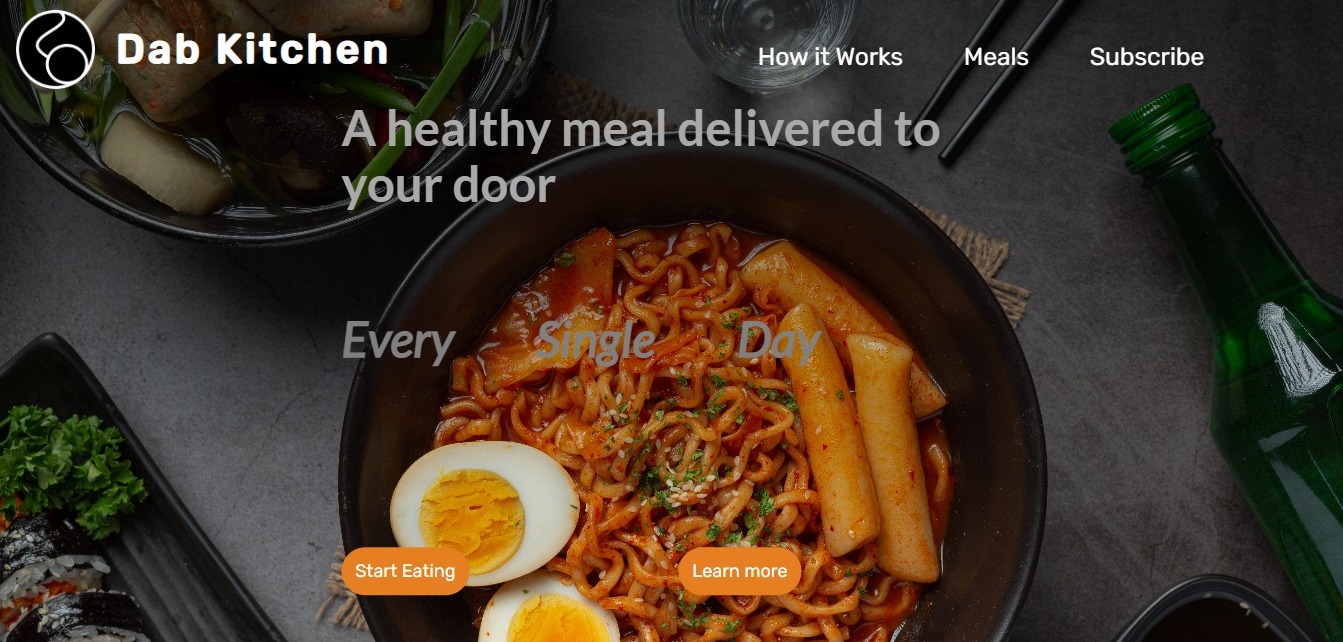 Dab Kitchen
How it Works Meals Subscribe
A healthy meal delivered to
your door
Every Single Day
Start Eating Learn more